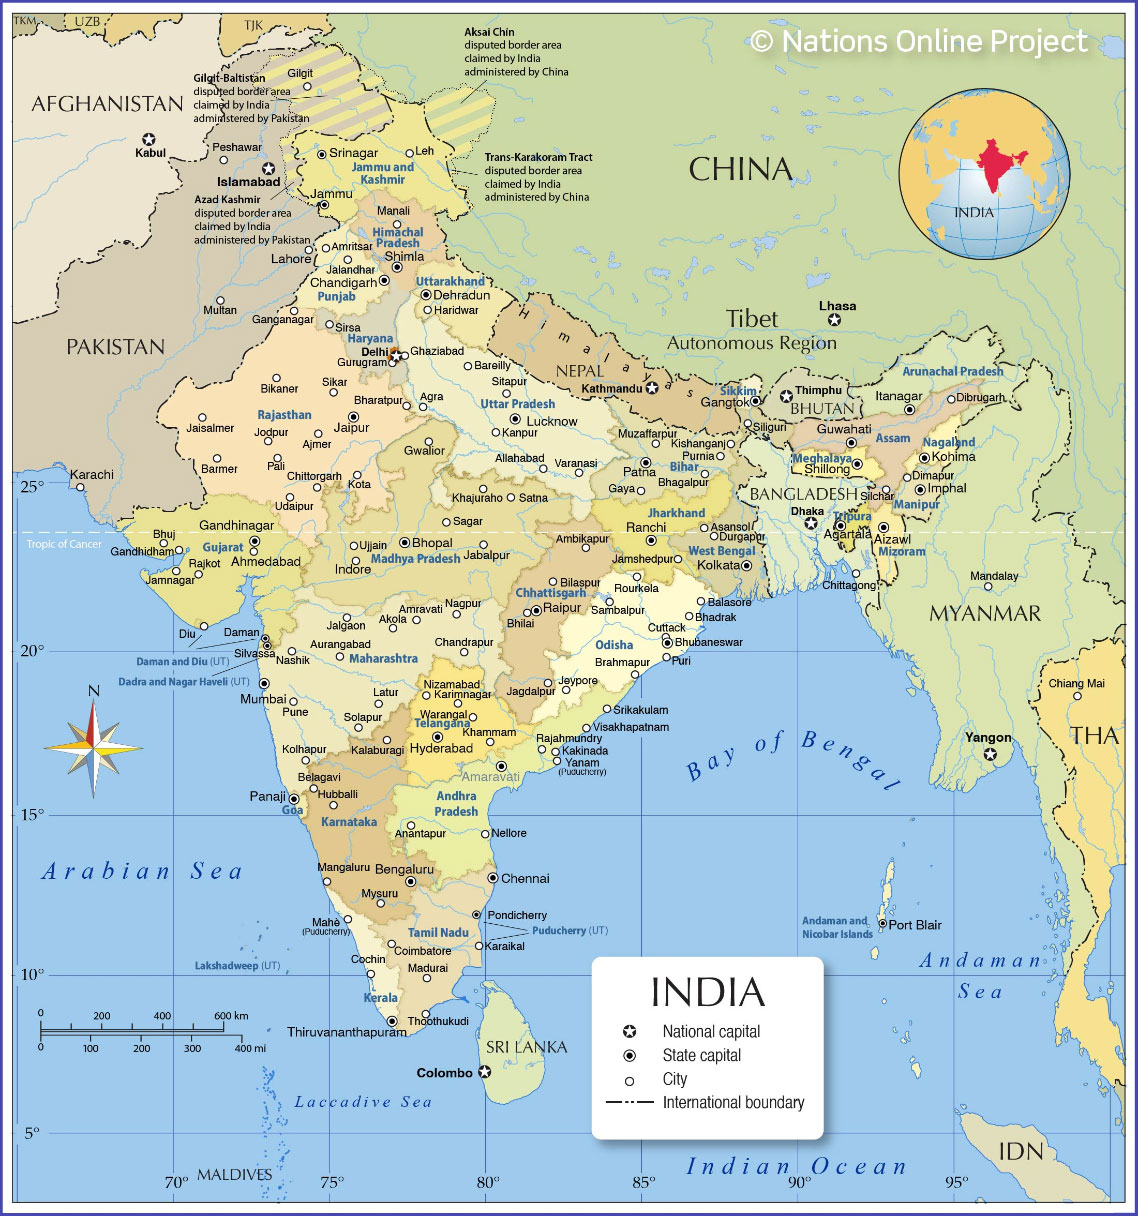 TKM
UZB
TJK
© Nations Online Project
Aksai Chin
disputed border area
claimed by India
administered by China
Gilgit-Baltistan
disputed border area
claimed by India
administered by Pakistan
Gilgit
AFGHANISTAN
Kabul
Peshawar
Islamabad
Srinagar
Leh
Jammu and
Kashmir
Trans-Karakoram Tract
disputed border area
claimed by India
administered by China
CHINA
INDIA
Azad Kashmir
disputed border area
claimed by India
administered by Pakistan
Jammu
Manali
Himachal
Pradesh
Shimla
Lahore
Amritsar
Jalandhar
Chandigarh
Punjab
Uttarakhand
Dehradun
Haridwar
Multan
Ganganagar
Sirsa
Haryana
Delhi
Ghaziabad
Gurugram
PAKISTAN
Lhasa
Tibet
Autonomous Region
Himalayas
NEPAL
Kathmandu
Bareilly
Sitapur
Bikaner
Sikar
Bharatpur
Agra
Uttar Pradesh
Lucknow
Kanpur
Sikkim
Gangtok
Thimphu
BHUTAN
Arunachal Pradesh
Itanagar
Dibrugarh
Jaisalmer
Rajasthan
Jodpur
Jaipur
Ajmer
Gwalior
Allahabad
Varanasi
Muzaffarpur
Kishanganj
Purnia
Patna
Bihar
Bhagalpur
Gaya
Siliguri
Guwahati
Assam
Nagaland
Kohima
Meghalaya
Shillong
Dimapur
Imphal
Silchar
Manipur
Karachi
Barmer
Pali
Chittorgarh
Kota
Udaipur
Khajuraho
Satna
BANGLADESH
Dhaka
Tripura
Agartala
Aizawl
Mizoram
25°
Tropic of Cancer
Bhuj
Gandhidham
Gandhinagar
Gujarat
Ahmedabad
Rajkot
Jamnagar
Sagar
Ujjain
Bhopal
Indore
Madhya Pradesh
Jabalpur
Ambikapur
Jharkhand
Ranchi
Jamshedpur
Asansol
Durgapur
West Bengal
Kolkata
Chittagong
Mandalay
MYANMAR
Diu
Daman
Silvassa
Daman and Diu (UT)
Dadra and Nagar Haveli (UT)
Nashik
Jalgaon
Akola
Amravati
Nagpur
Aurangabad
Maharashtra
Chandrapur
Chhattisgarh
Bilaspur
Raipur
Bhilai
Rourkela
Sambalpur
Balasore
Bhadrak
Odisha
Cuttack
Bhubaneswar
Brahmapur
Puri
20°
N
Mumbai
Pune
Latur
Solapur
Nizamabad
Karimnagar
Warangal
Telangana
Khammam
Hyderabad
Jagdalpur
Jeypore
Srikakulam
Visakhapatnam
Rajahmundry
Kakinada
Yanam
(Puducherry)
Amaravati
Chiang Mai
THA
Yangon
Bay of Bengal
Kolhapur
Kalaburagi
Belagavi
Hubballi
Panaji
Goa
Karnataka
Andhra
Pradesh
Anantapur
Nellore
15°
Arabian Sea
Mangaluru
Bengaluru
Mysuru
Chennai
Mahè
(Puducherry)
Pondicherry
Puducherry (UT)
Tamil Nadu
Karaikal
Coimbatore
Cochin
Madurai
Lakshadweep (UT)
Kerala
Thiruvananthapuram
Thoothukudi
Andaman and
Nicobar Islands
Port Blair
Andaman
Sea
10°
0 200 400 600 km
0 100 200 300 400 mi
SRI LANKA
Colombo
Laccadive Sea
INDIA
National capital
State capital
City
International boundary
5°
MALDIVES
Indian Ocean
IDN
70° 75° 80° 85° 90° 95°